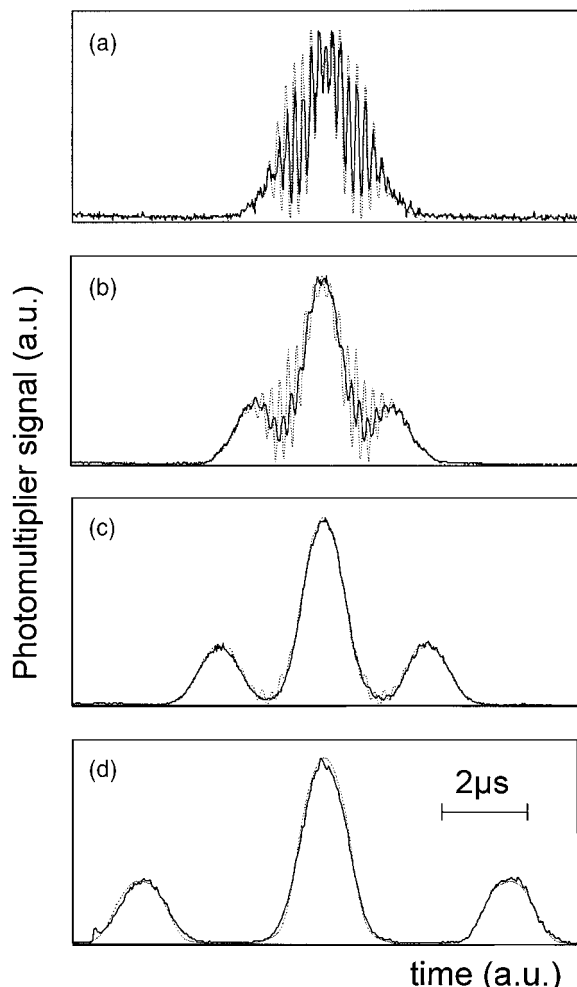 (a)
(b)
Photomultiplier signal (a.u.)
(c)
(d)
2μs
time (a.u.)